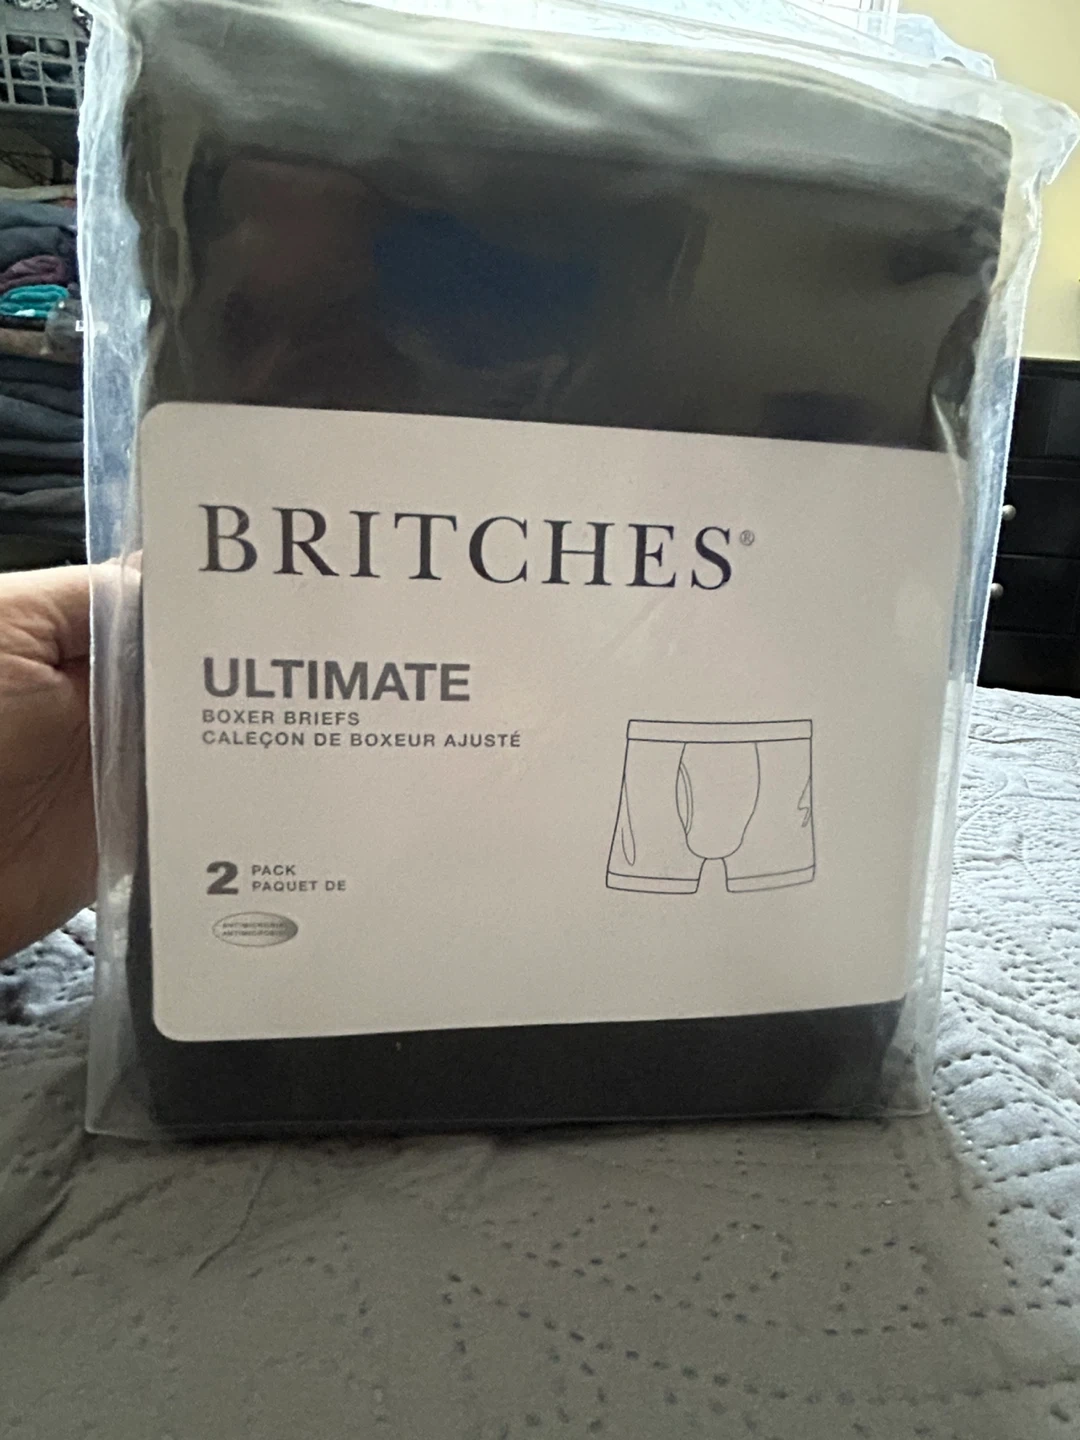 BRITCHES®
ULTIMATE
BOXER BRIEFS
CALEÇON DE BOXEUR AJUSTÉ
2 PACK
PAQUET DE